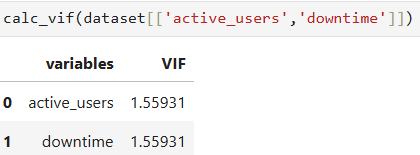 calc_vif(dataset[['active_users','downtime']])
variables VIF
0 active_users 1.55931
1 downtime 1.55931